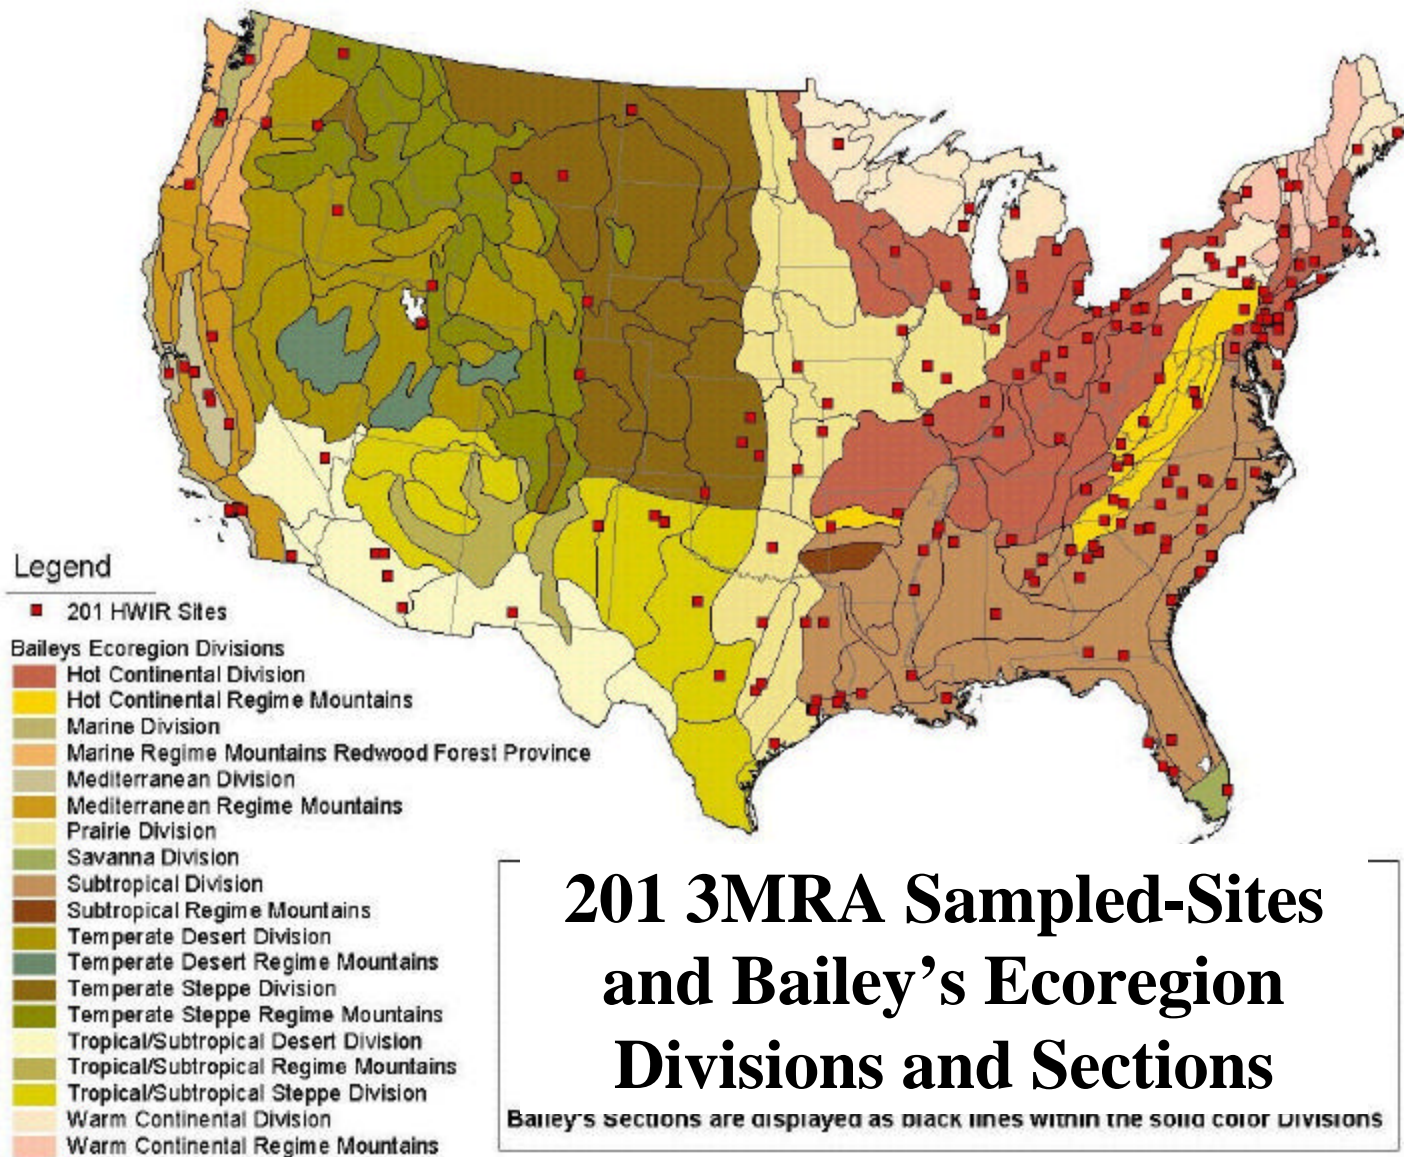 Legend
201 HWIR Sites
Baileys Ecoregion Divisions
Hot Continental Division
Hot Continental Regime Mountains
Marine Division
Marine Regime Mountains Redwood Forest Province
Mediterranean Division
Mediterranean Regime Mountains
Prairie Division
Savanna Division
Subtropical Division
Subtropical Regime Mountains
Temperate Desert Division
Temperate Desert Regime Mountains
Temperate Steppe Division
Temperate Steppe Regime Mountains
Tropical/Subtropical Desert Division
Tropical/Subtropical Regime Mountains
Tropical/Subtropical Steppe Division
Warm Continental Division
Warm Continental Regime Mountains
201 3MRA Sampled-Sites
and Bailey's Ecoregion
Divisions and Sections
Bailey's Sections are displayed as black lines within the solid color Divisions